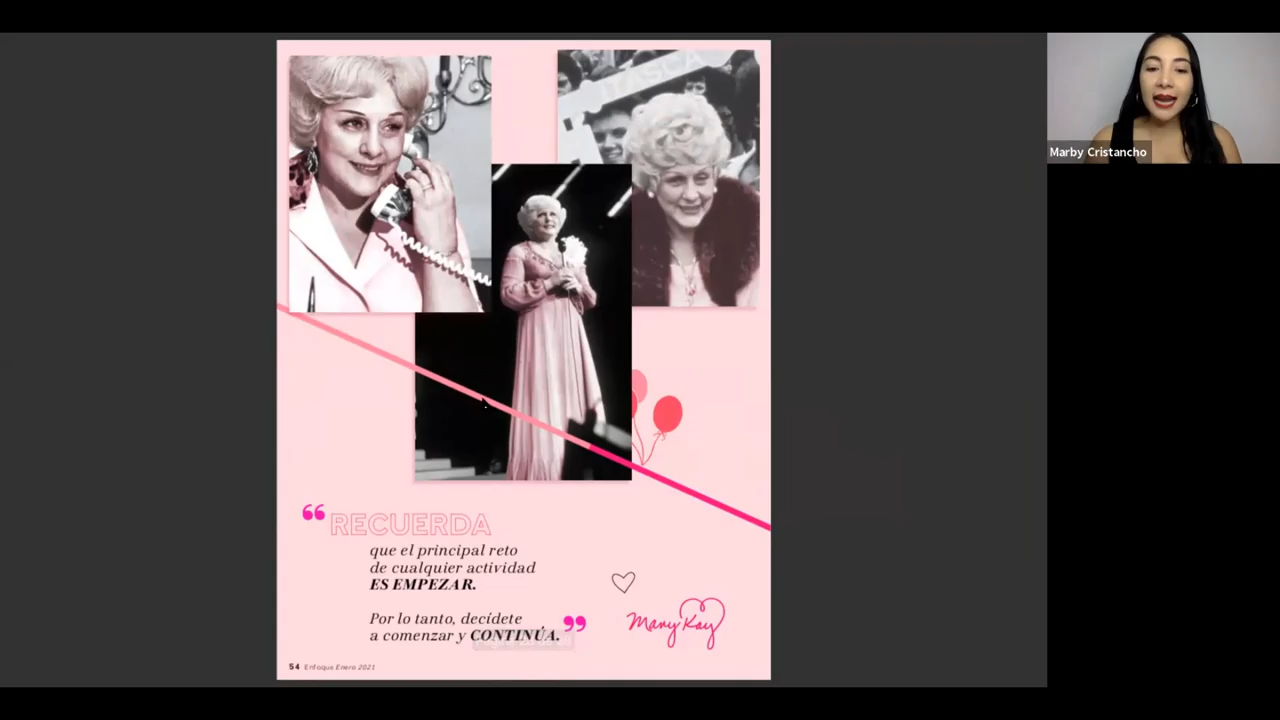 Marby Cristancho
“ RECUERDA
que el principal reto
de cualquier actividad
ES EMPEZAR.
Por lo tanto, decídete
a comenzar y CONTINÚA. ”
Mary Kay
54 Enfoque Enero 2021